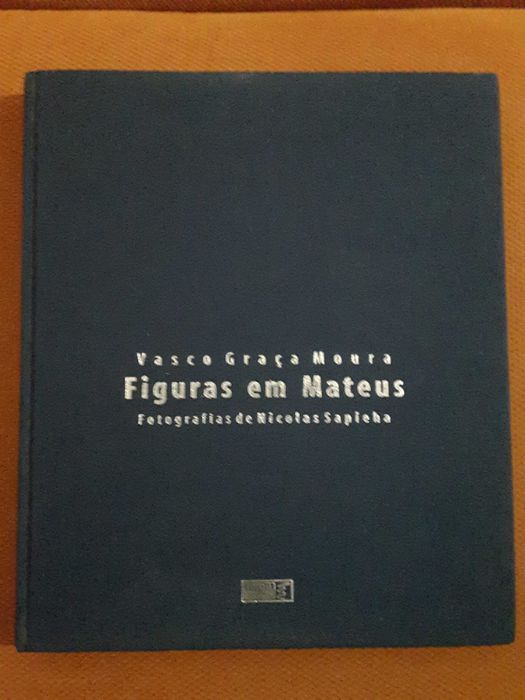 Vasco Graça Moura
Figuras em Mateus
Fotografias de Nicolas Sapieha